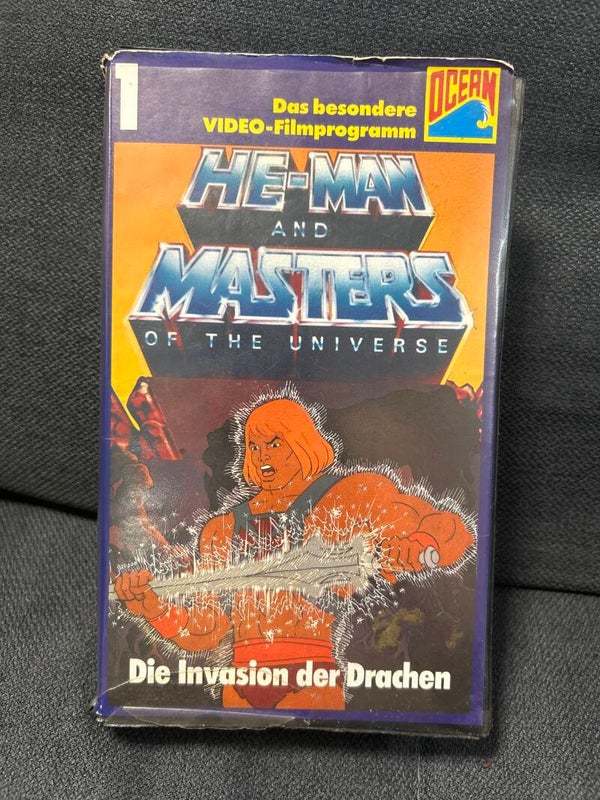 1
Das besondere
VIDEO-Filmprogramm
OCEAN
HE-MAN
AND
MASTERS
OF THE UNIVERSE
Die Invasion der Drachen